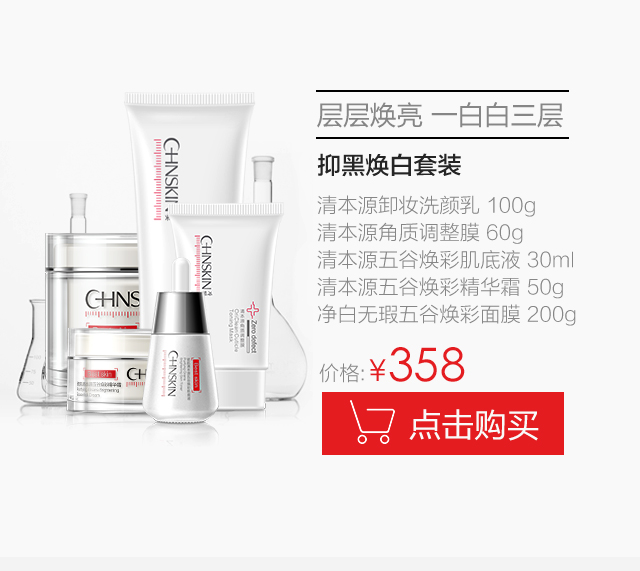 层层焕亮 一白白三层
抑黑焕白套装
清本源卸妆洗颜乳 100g
清本源角质调整膜 60g
清本源五谷焕彩肌底液 30ml
清本源五谷焕彩精华霜 50g
净白无瑕五谷焕彩面膜 200g
价格:¥358
点击购买
CHNSKIN
CHNSKIN
Zero defect
CHNS
CHNSKIN